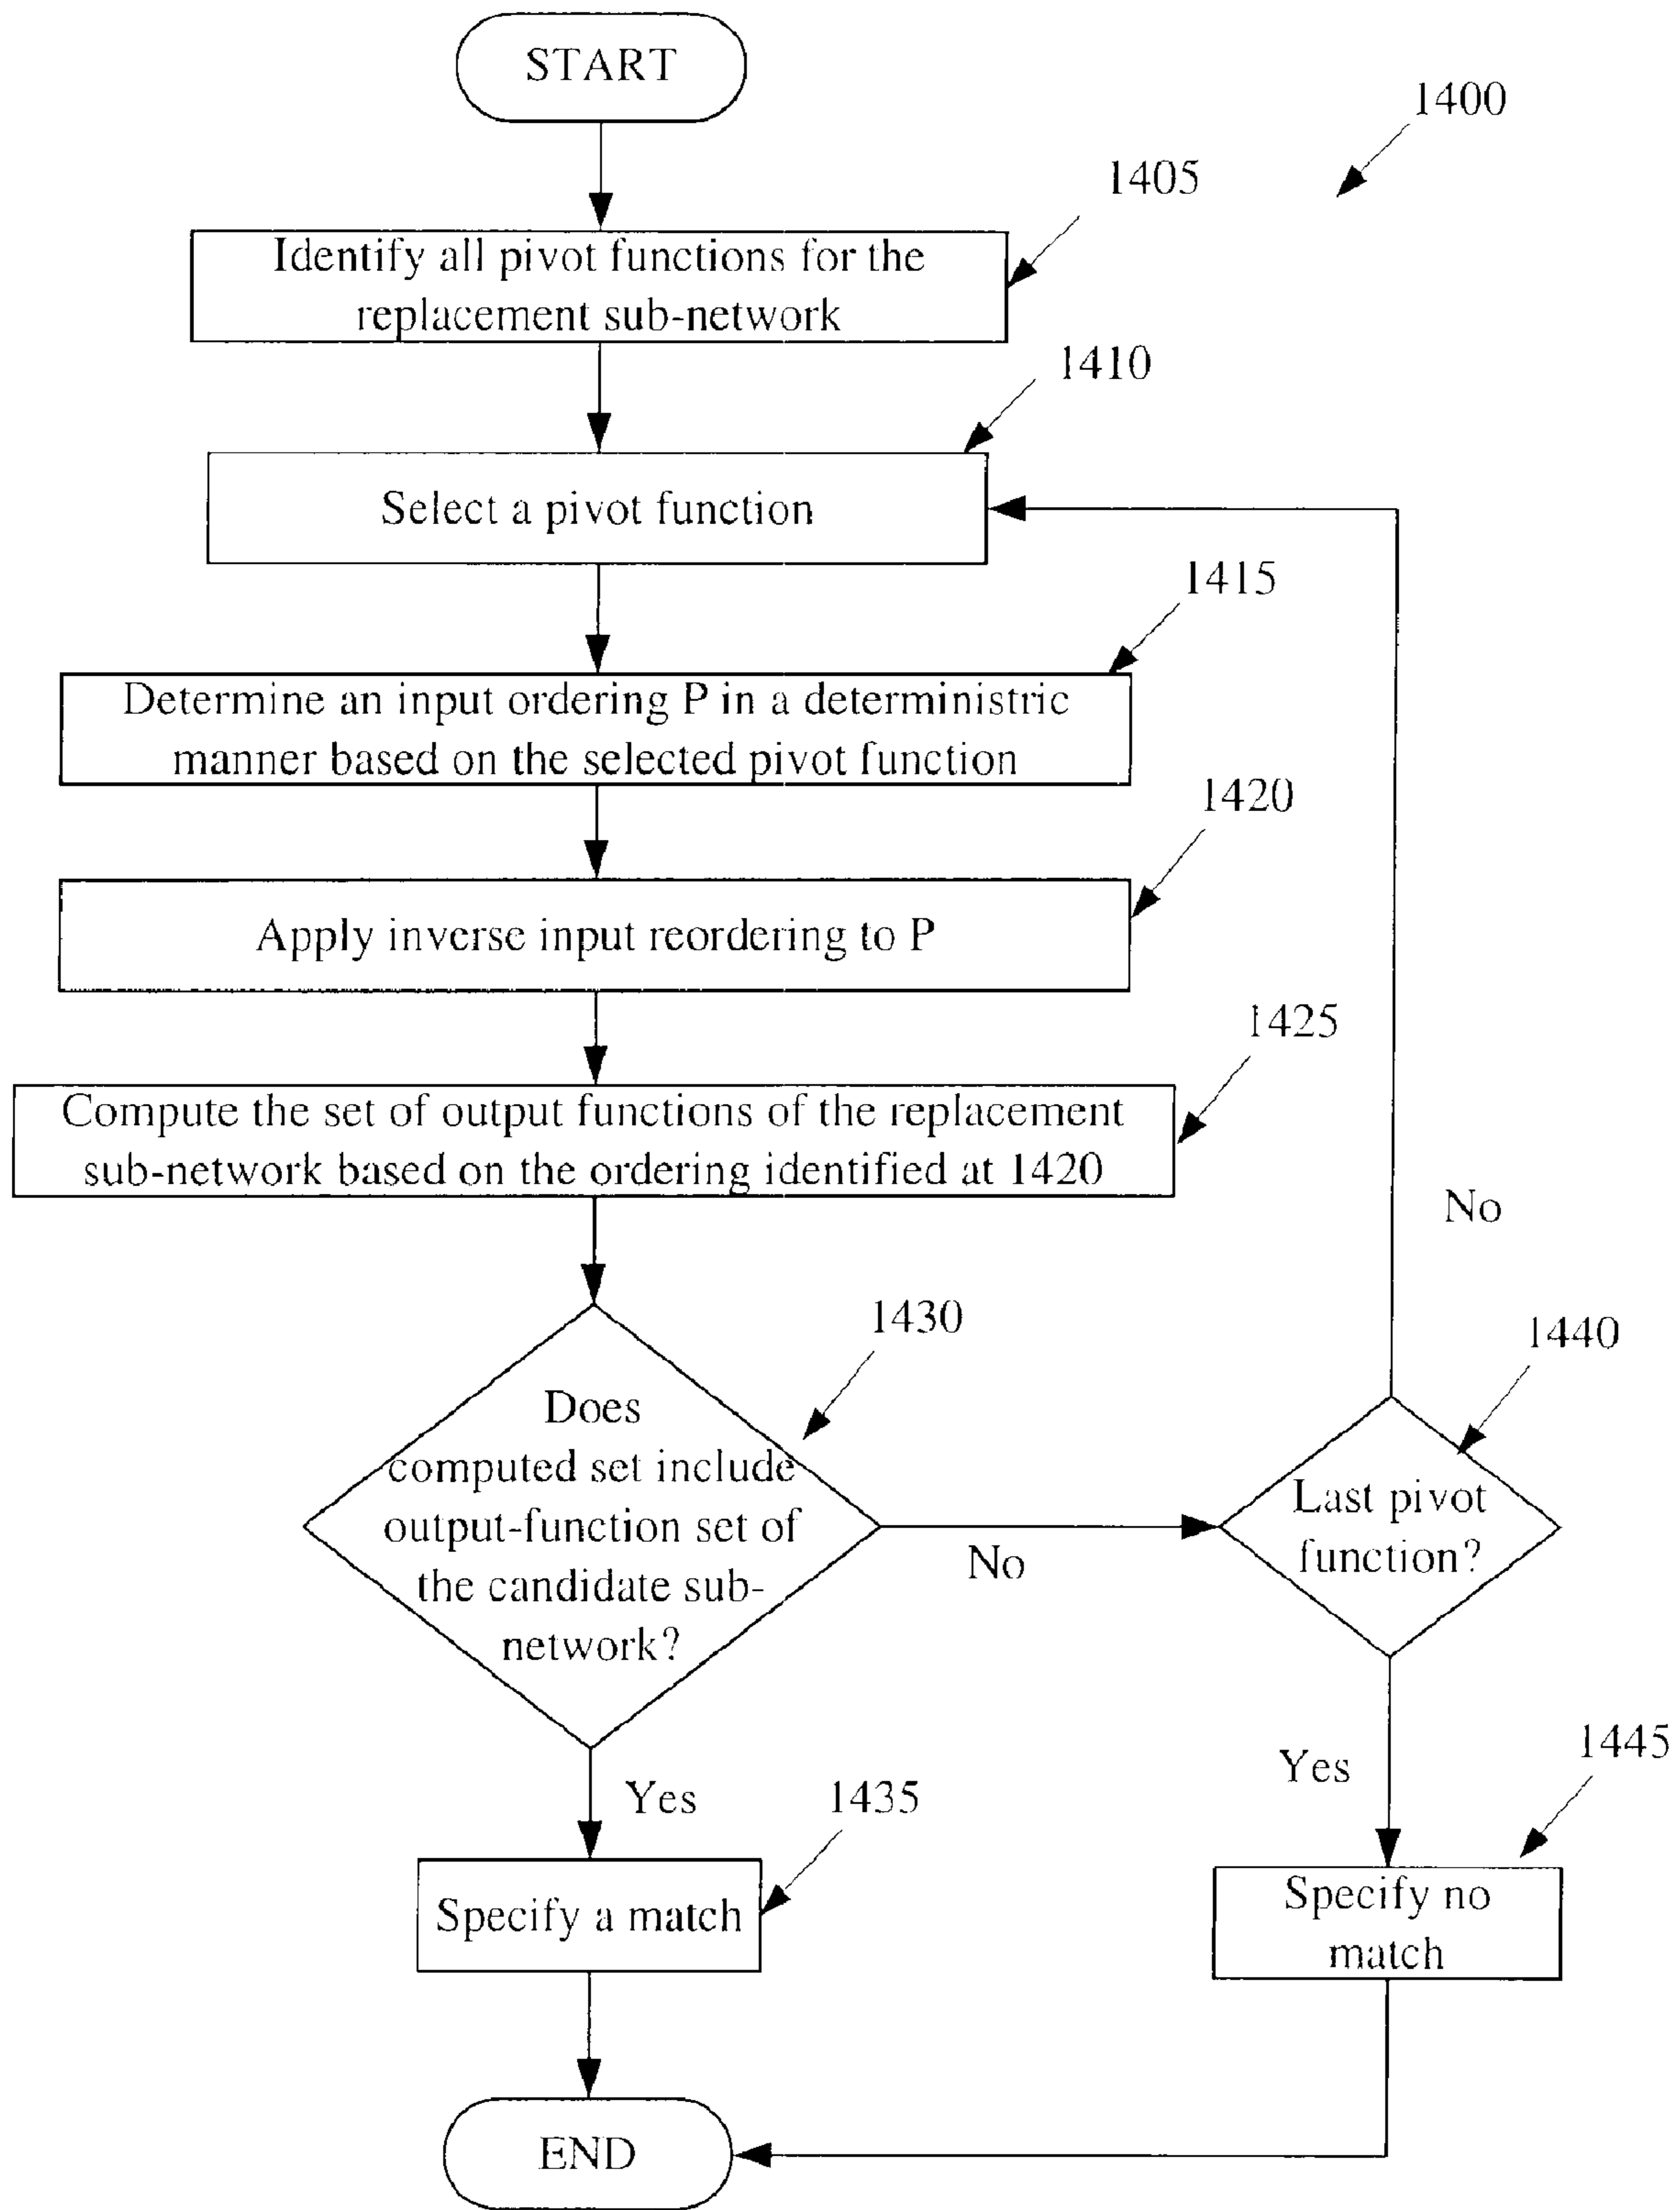 START
1400
1405
Identify all pivot functions for the
replacement sub-network
1410
Select a pivot function
1415
Determine an input ordering P in a deterministric
manner based on the selected pivot function
1420
Apply inverse input reordering to P
1425
Compute the set of output functions of the replacement
sub-network based on the ordering identified at 1420
No
1430
1440
Does
computed set include
output-function set of
the candidate sub-
network?
No
Last pivot
function?
Yes
1435
Yes
1445
Specify a match
Specify no
match
END